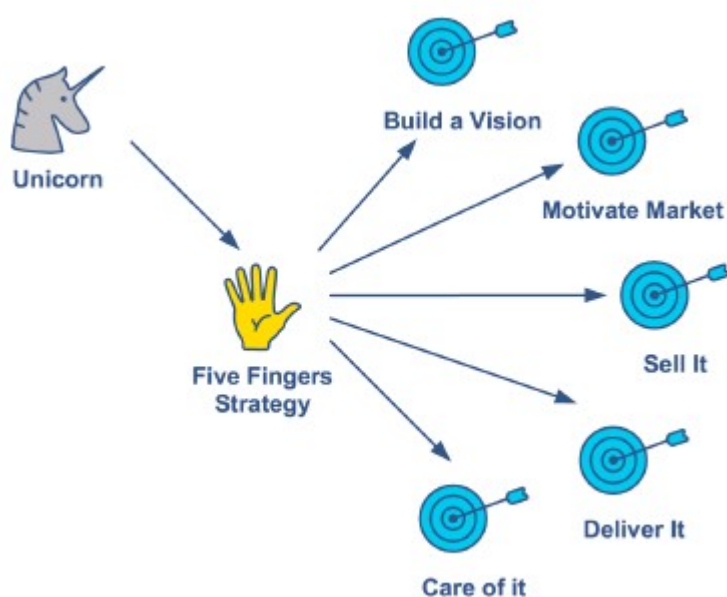 Build a Vision
Unicorn
Motivate Market
Five Fingers
Strategy
Sell It
Deliver It
Care of it